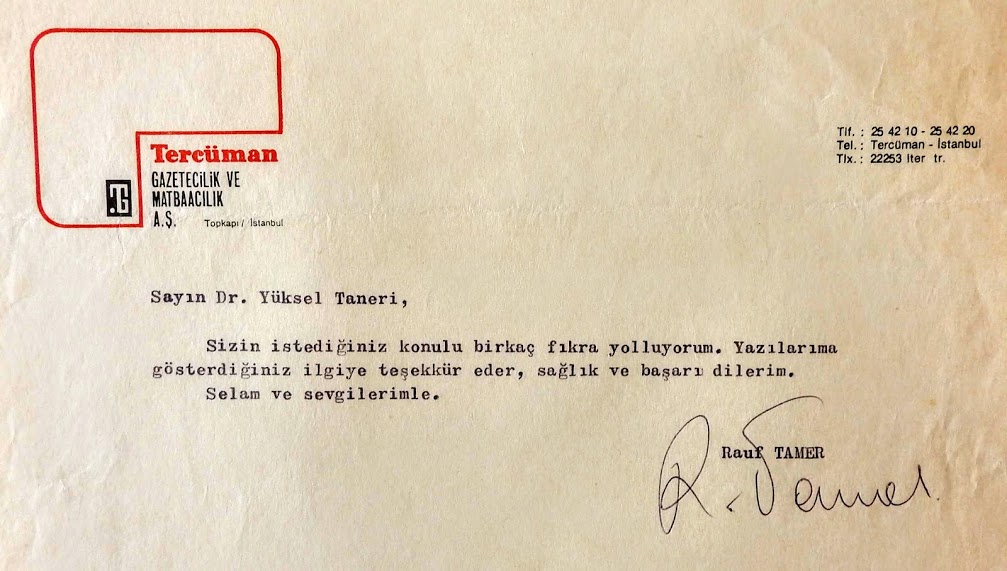 Tercüman
GAZETECİLİK VE
MATBAACILIK
A.Ş. Topkapı / İstanbul
TG
Tlf. : 25 42 10 - 25 42 20
Tel. : Tercüman - İstanbul
Tlx. : 22253 Iter tr.
Sayın Dr. Yüksel Taneri,
Sizin istediğiniz konulu birkaç fıkra yolluyorum. Yazılarıma
gösterdiğiniz ilgiye teşekkür eder, sağlık ve başarı dilerim.
Selam ve sevgilerimle.
Rauf TAMER
R. Tamer